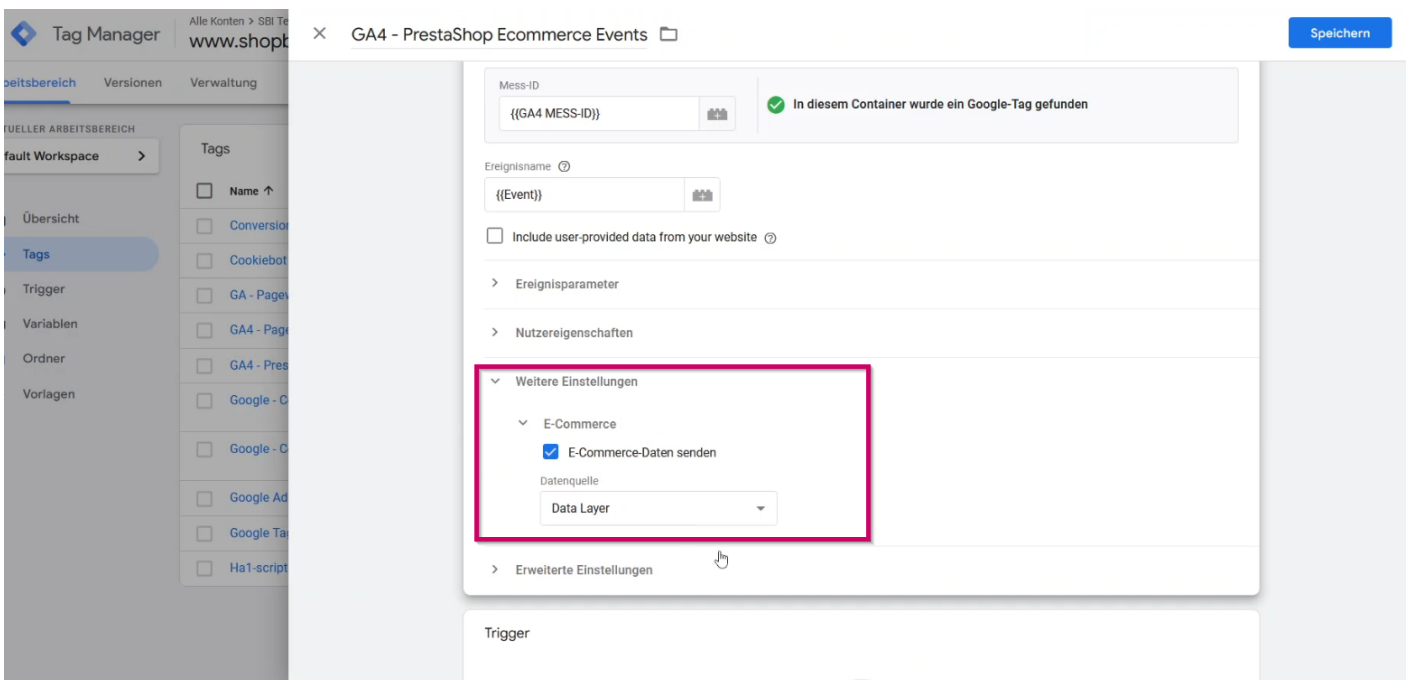 Tag Manager
Alle Konten > SBI Te
www.shopb
GA4 - PrestaShop Ecommerce Events
Speichern
beitsbereich Versionen Verwaltung
TUELLER ARBEITSBEREICH
fault Workspace
Übersicht
Tags
Trigger
Variablen
Ordner
Vorlagen
Tags
Name
Conversion
Cookiebot
GA - Pagev
GA4 - Page
GA4 - Pres
Google - C
Google - C
Google Ad
Google Tag
Ha1-script
Mess-ID
{{GA4 MESS-ID}}
In diesem Container wurde ein Google-Tag gefunden
Ereignisname
{{Event}}
Include user-provided data from your website
Ereignisparameter
Nutzereigenschaften
Weitere Einstellungen
E-Commerce
E-Commerce-Daten senden
Datenquelle
Data Layer
Erweiterte Einstellungen
Trigger